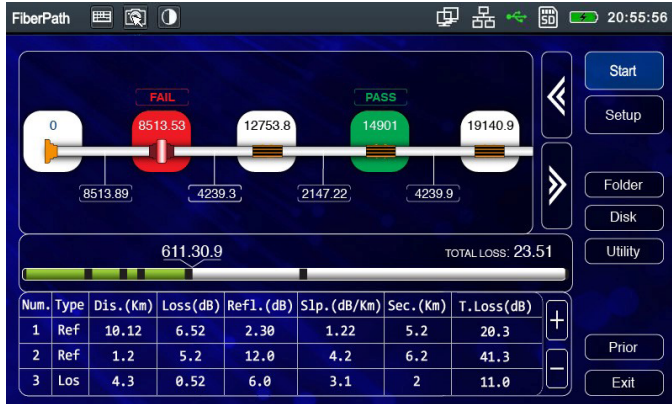 FiberPath
SD
20:55:56
FAIL
PASS
0
8513.53
12753.8
14901
19140.9
8513.89
4239.3
2147.22
4239.9
Start
Setup
Folder
Disk
Utility
Prior
Exit
611.30.9
TOTAL LOSS: 23.51
Num. Type Dis.(Km) Loss(dB) Refl.(dB) Slp.(dB/Km) Sec.(Km) T.Loss(dB)
1 Ref 10.12 6.52 2.30 1.22 5.2 20.3
2 Ref 1.2 5.2 12.0 4.2 6.2 41.3
3 Los 4.3 0.52 6.0 3.1 2 11.0
+
−